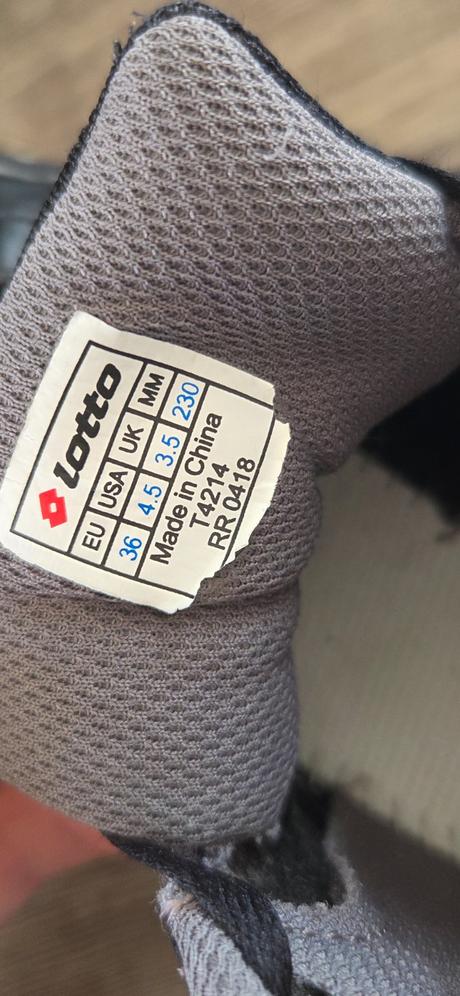 lotto
EU USA UK MM
36 4.5 3.5 230
Made in China
T4214
RR 0418